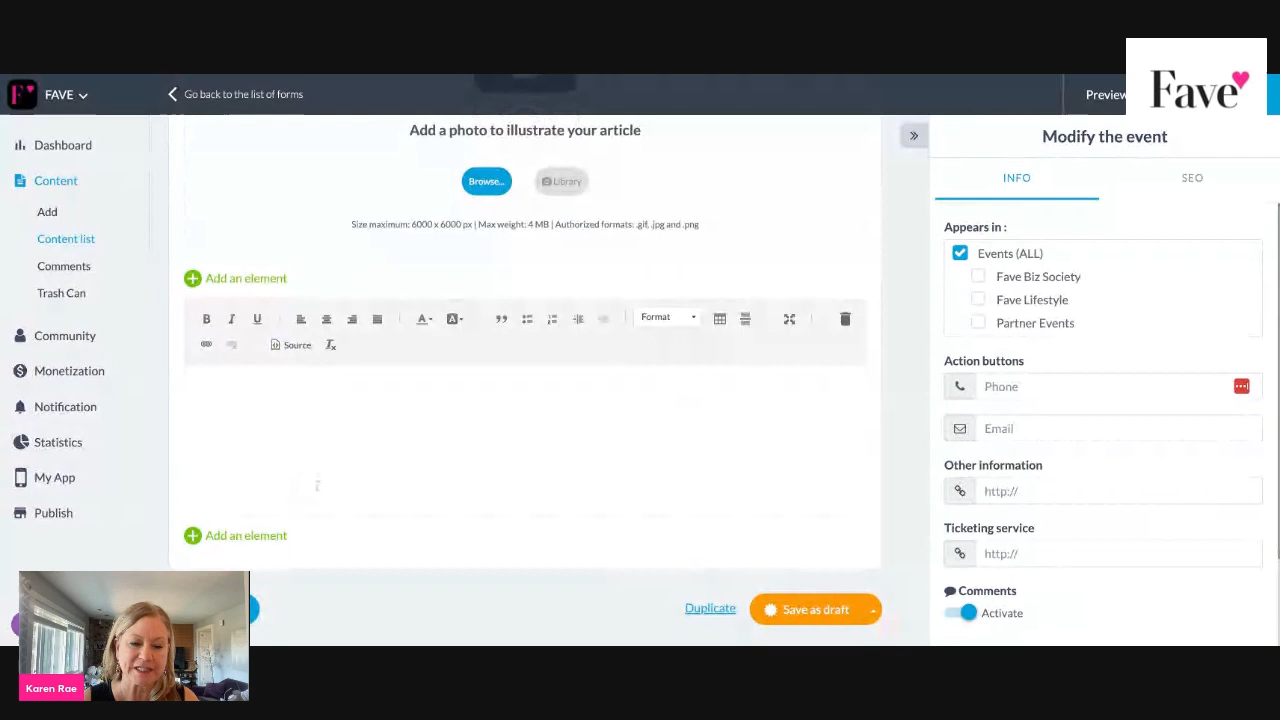 FAVE
Go back to the list of forms
Preview
Fave
Dashboard
Content
Add
Content list
Comments
Trash Can
Community
Monetization
Notification
Statistics
My App
Publish
Add a photo to illustrate your article
Browse...
Library
Size maximum: 6000 x 6000 px | Max weight: 4 MB | Authorized formats: .gif, .jpg and .png
Add an element
B I U A A Format
Source Tx
Add an element
Duplicate
Save as draft
Modify the event
INFO SEO
Appears in :
Events (ALL)
Fave Biz Society
Fave Lifestyle
Partner Events
Action buttons
Phone
Email
Other information
http://
Ticketing service
http://
Comments
Activate
Karen Rae